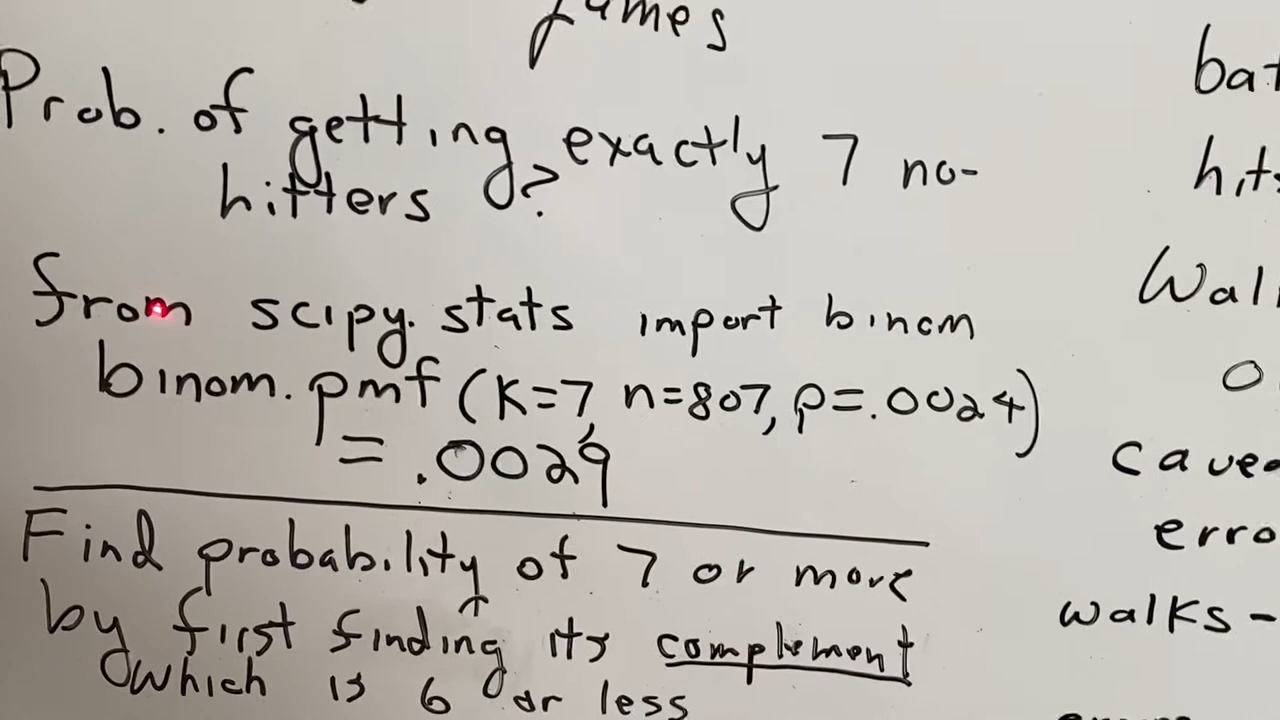 games
Prob. of getting exactly 7 no-
hitters?
from scipy.stats import binom
binom.pmf(K=7, n=807, p=.0024)
=.0029
Find probability of 7 or more
by first finding its complement
which is 6 or less
bat
hits
Wal
caved
erro
walks-